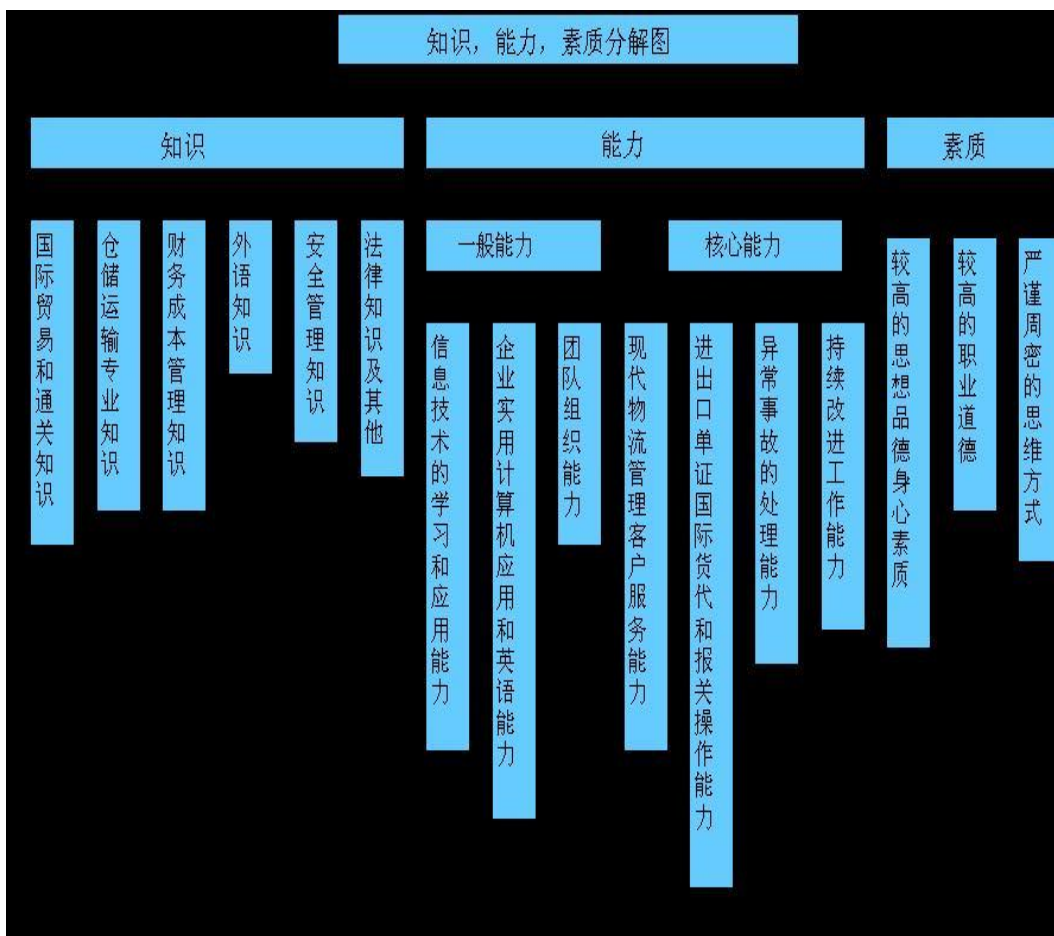 知识，能力，素质分解图
知识
能力
素质
国际贸易和通关知识
仓储运输专业知识
财务成本管理知识
外语知识
安全管理知识
法律知识及其他
一般能力
核心能力
信息技术的学习和应用能力
企业实用计算机应用和英语能力
团队组织能力
现代物流管理客户服务能力
进出口单证国际货代和报关操作能力
异常事故的处理能力
持续改进工作能力
较高的思想品德身心素质
较高的职业道德
严谨周密的思维方式